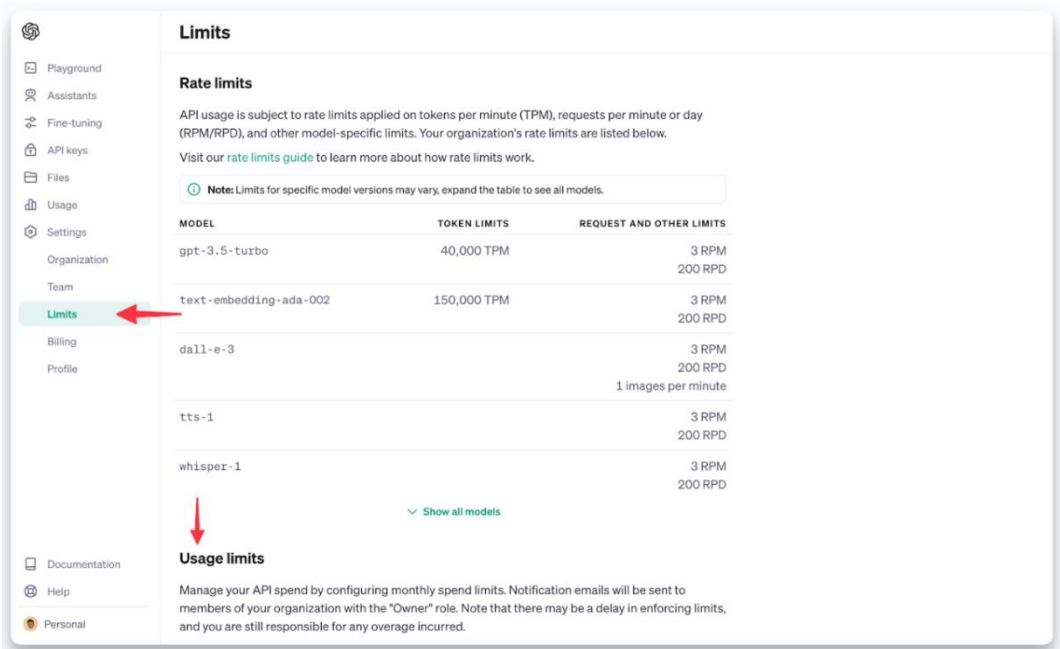 Limits
Playground
Assistants
Fine-tuning
API keys
Files
Usage
Settings
Organization
Team
Limits
Billing
Profile
Documentation
Help
Personal
Rate limits
API usage is subject to rate limits applied on tokens per minute (TPM), requests per minute or day
(RPM/RPD), and other model-specific limits. Your organization's rate limits are listed below.
Visit our rate limits guide to learn more about how rate limits work.
Note: Limits for specific model versions may vary, expand the table to see all models.
MODEL TOKEN LIMITS REQUEST AND OTHER LIMITS
gpt-3.5-turbo 40,000 TPM 3 RPM
200 RPD
text-embedding-ada-002 150,000 TPM 3 RPM
200 RPD
dall-e-3 3 RPM
200 RPD
1 images per minute
tts-1 3 RPM
200 RPD
whisper-1 3 RPM
200 RPD
Show all models
Usage limits
Manage your API spend by configuring monthly spend limits. Notification emails will be sent to
members of your organization with the "Owner" role. Note that there may be a delay in enforcing limits,
and you are still responsible for any overage incurred.